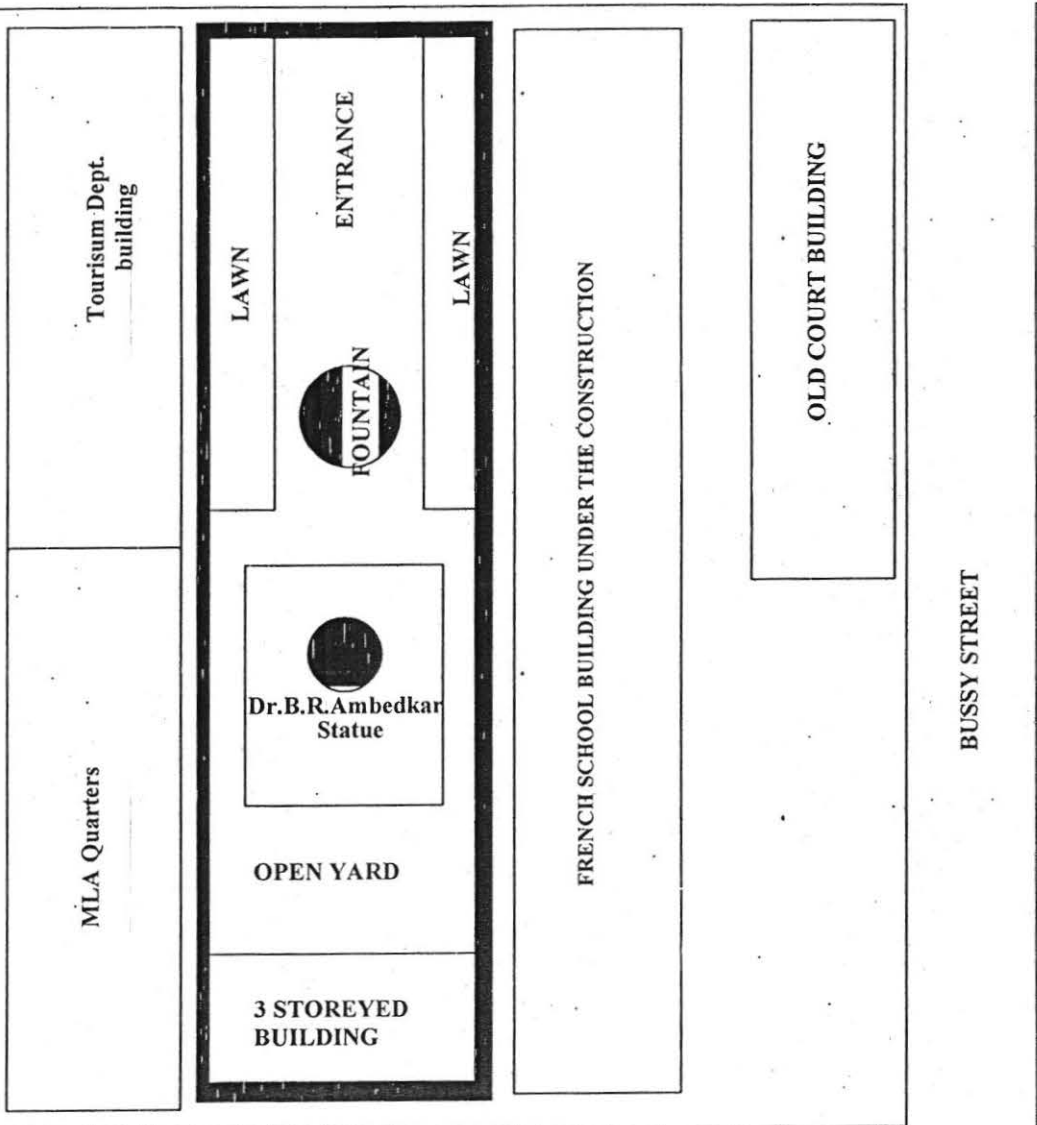 Tourisum Dept.
building
MLA Quarters
LAWN
ENTRANCE
LAWN
FOUNTAIN
Dr.B.R.Ambedkar
Statue
OPEN YARD
3 STOREYED
BUILDING
FRENCH SCHOOL BUILDING UNDER THE CONSTRUCTION
OLD COURT BUILDING
BUSSY STREET